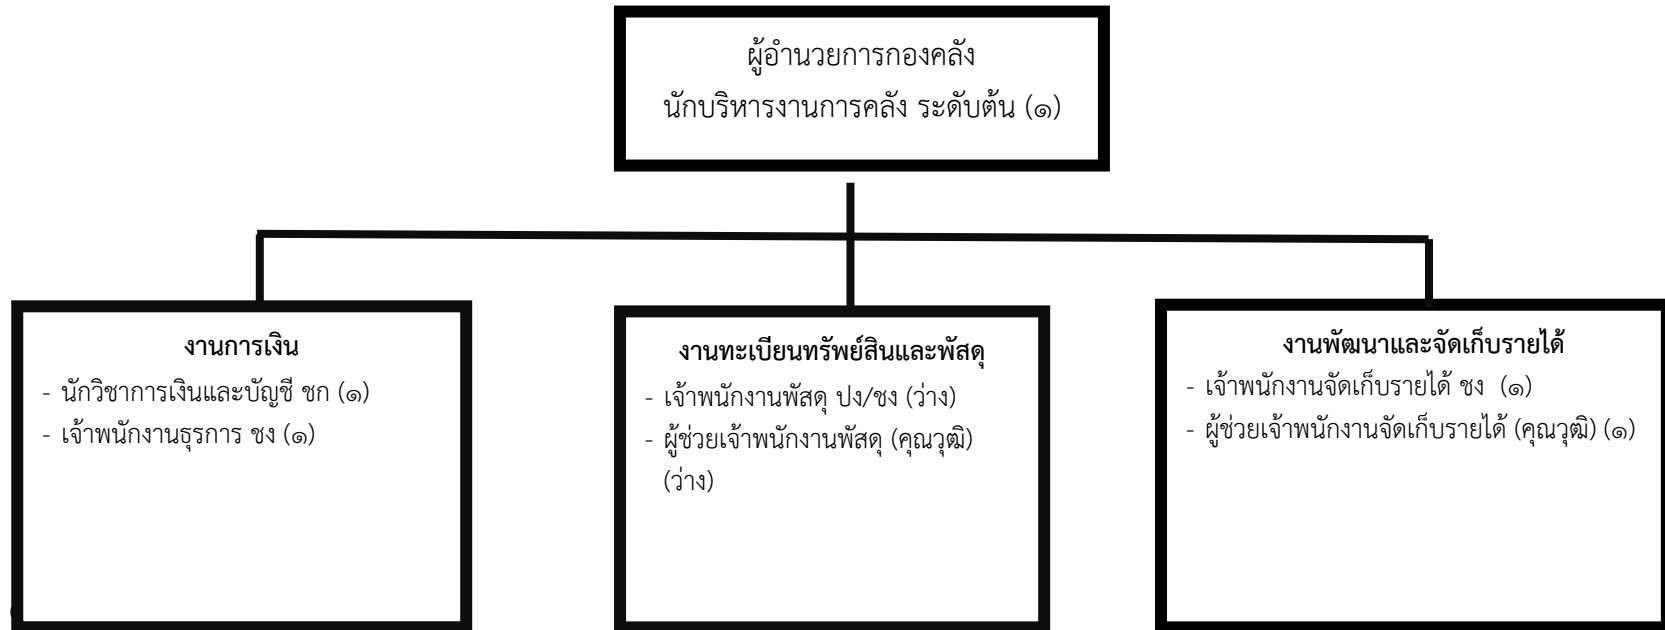 ผู้อำนวยการกองคลัง
นักบริหารงานการคลัง ระดับต้น (๑)
งานการเงิน
- นักวิชาการเงินและบัญชี ชก (๑)
- เจ้าพนักงานธุรการ ชง (๑)
งานทะเบียนทรัพย์สินและพัสดุ
- เจ้าพนักงานพัสดุ ปง/ชง (ว่าง)
- ผู้ช่วยเจ้าพนักงานพัสดุ (คุณวุฒิ)
(ว่าง)
งานพัฒนาและจัดเก็บรายได้
- เจ้าพนักงานจัดเก็บรายได้ ชง (๑)
- ผู้ช่วยเจ้าพนักงานจัดเก็บรายได้ (คุณวุฒิ) (๑)